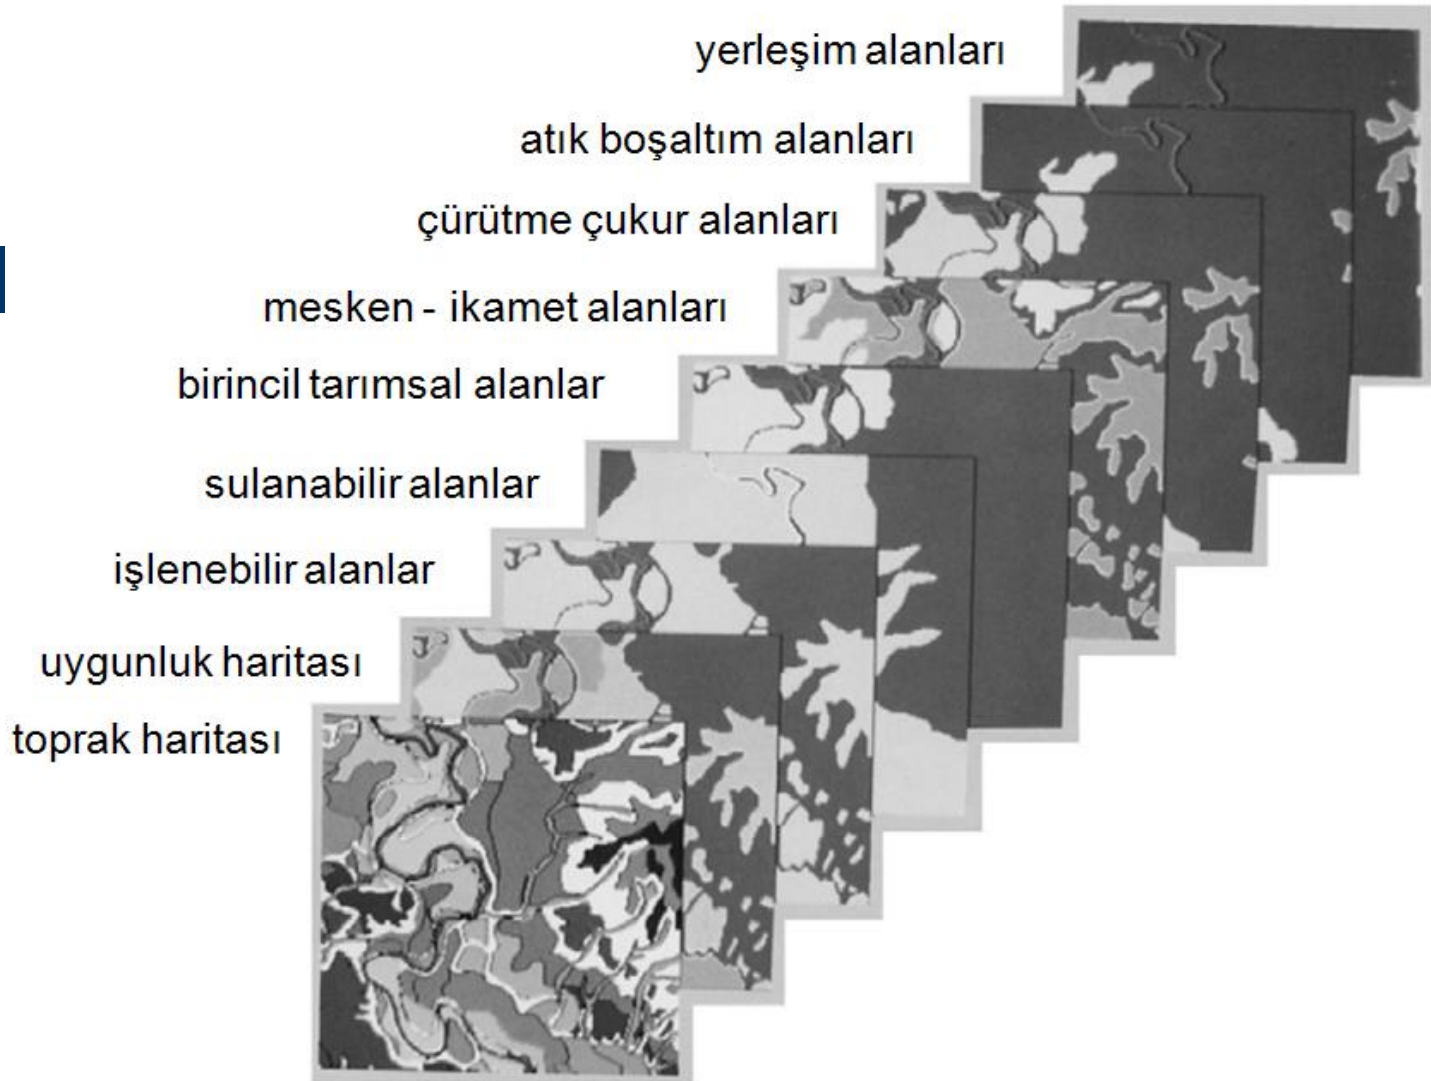 yerleşim alanları
atık boşaltım alanları
çürütme çukur alanları
mesken - ikamet alanları
birincil tarımsal alanlar
sulanabilir alanlar
işlenebilir alanlar
uygunluk haritası
toprak haritası